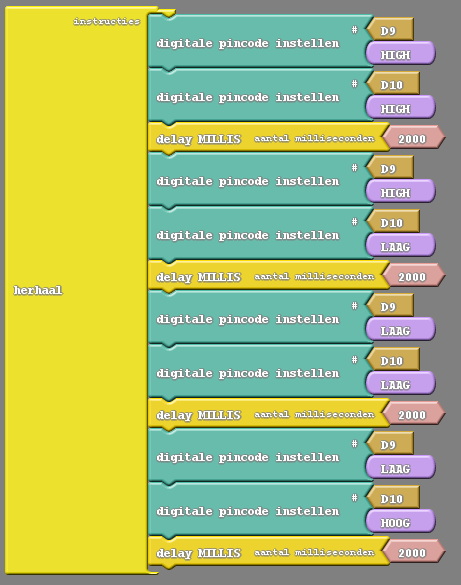 instructies
# D9
digitale pincode instellen
HIGH
# D10
digitale pincode instellen
HIGH
delay MILLIS aantal milliseconden 2000
# D9
digitale pincode instellen
HIGH
# D10
digitale pincode instellen
LAAG
delay MILLIS aantal milliseconden 2000
herhaal
# D9
digitale pincode instellen
LAAG
# D10
digitale pincode instellen
LAAG
delay MILLIS aantal milliseconden 2000
# D9
digitale pincode instellen
LAAG
# D10
digitale pincode instellen
HOOG
delay MILLIS aantal milliseconden 2000